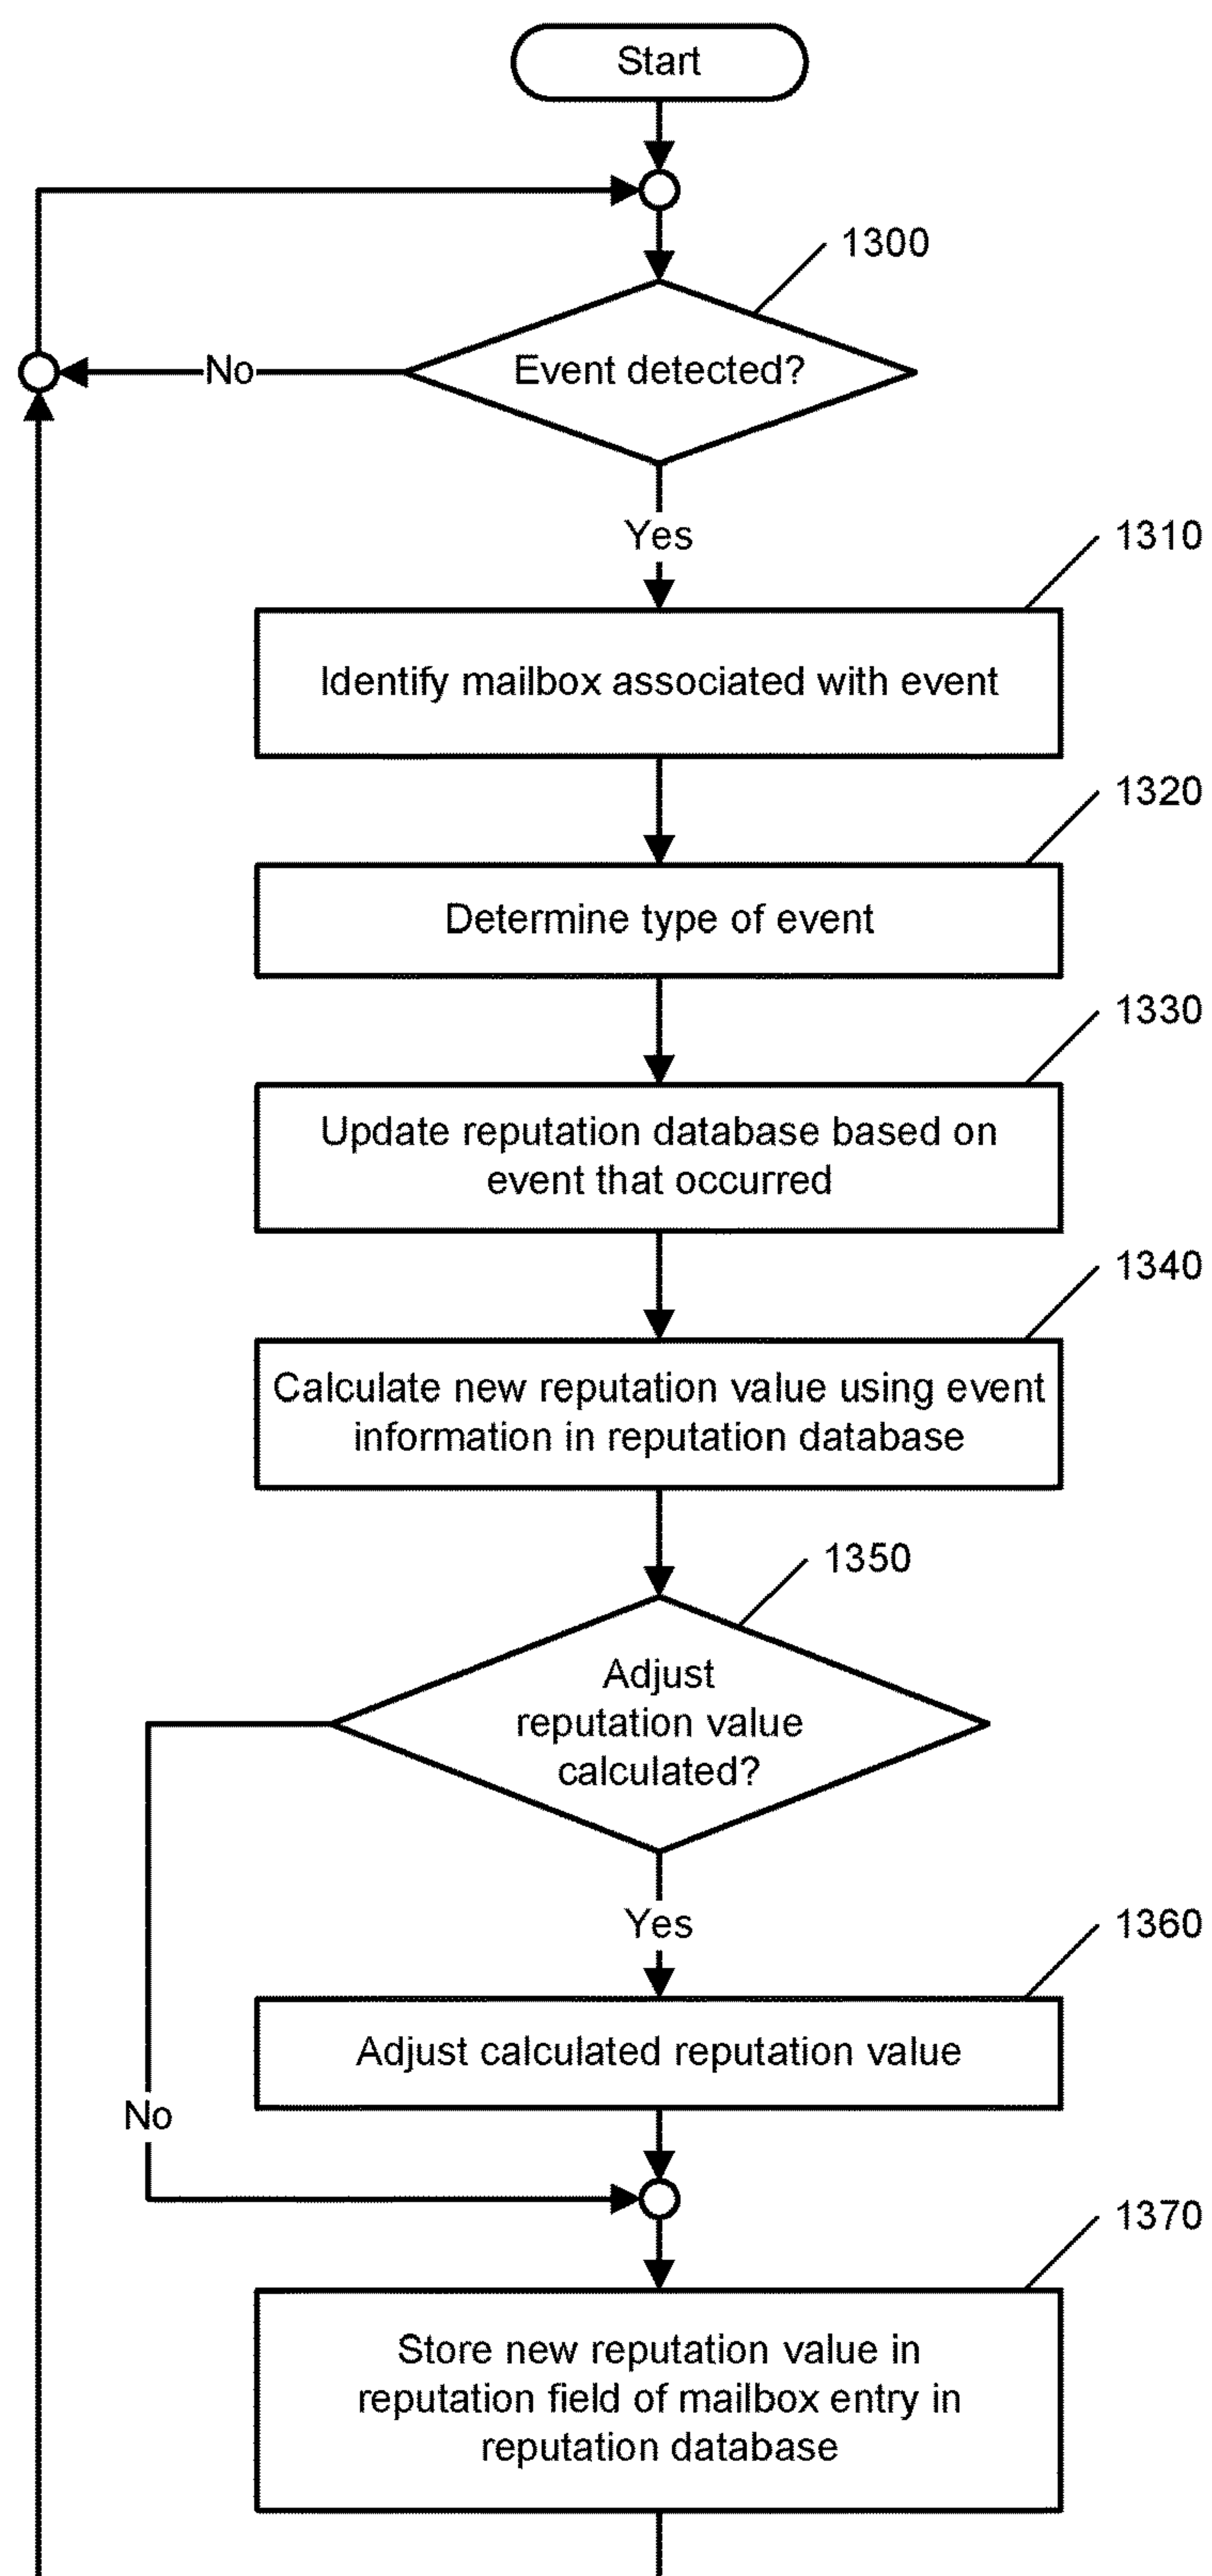 Start
1300
Event detected?
No
Yes
1310
Identify mailbox associated with event
1320
Determine type of event
1330
Update reputation database based on
event that occurred
1340
Calculate new reputation value using event
information in reputation database
1350
Adjust
reputation value
calculated?
Yes
1360
Adjust calculated reputation value
No
1370
Store new reputation value in
reputation field of mailbox entry in
reputation database